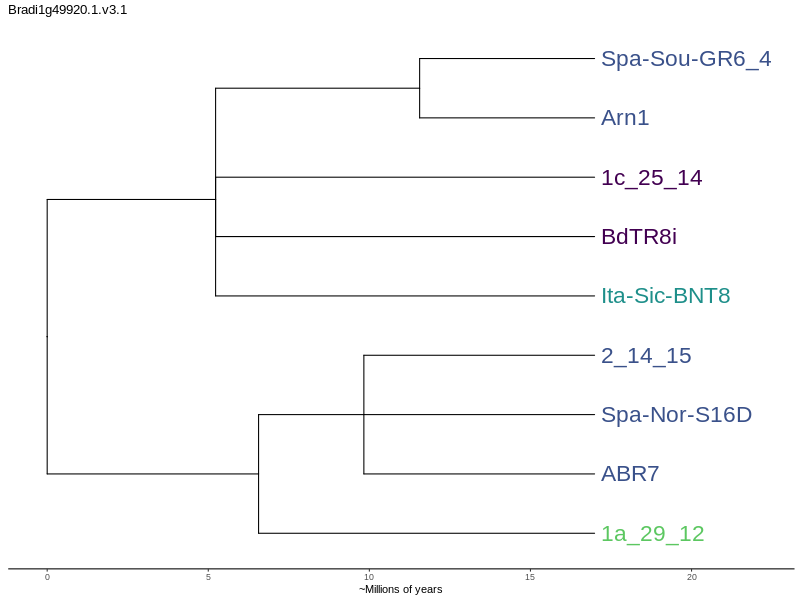 Bradi1g49920.1.v3.1
Spa-Sou-GR6_4
Arn1
1c_25_14
BdTR8i
Ita-Sic-BNT8
2_14_15
Spa-Nor-S16D
ABR7
1a_29_12
0 5 10 15 20
~Millions of years